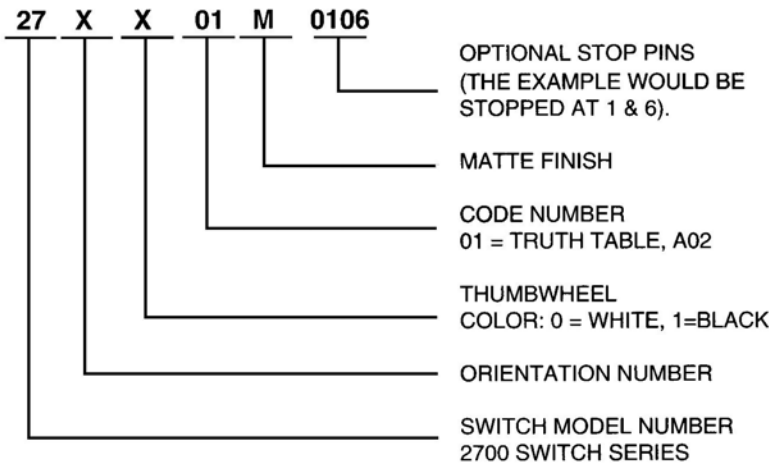 27 X X 01 M 0106
OPTIONAL STOP PINS
(THE EXAMPLE WOULD BE
STOPPED AT 1 & 6).
MATTE FINISH
CODE NUMBER
01 = TRUTH TABLE, A02
THUMBWHEEL
COLOR: 0 = WHITE, 1=BLACK
ORIENTATION NUMBER
SWITCH MODEL NUMBER
2700 SWITCH SERIES